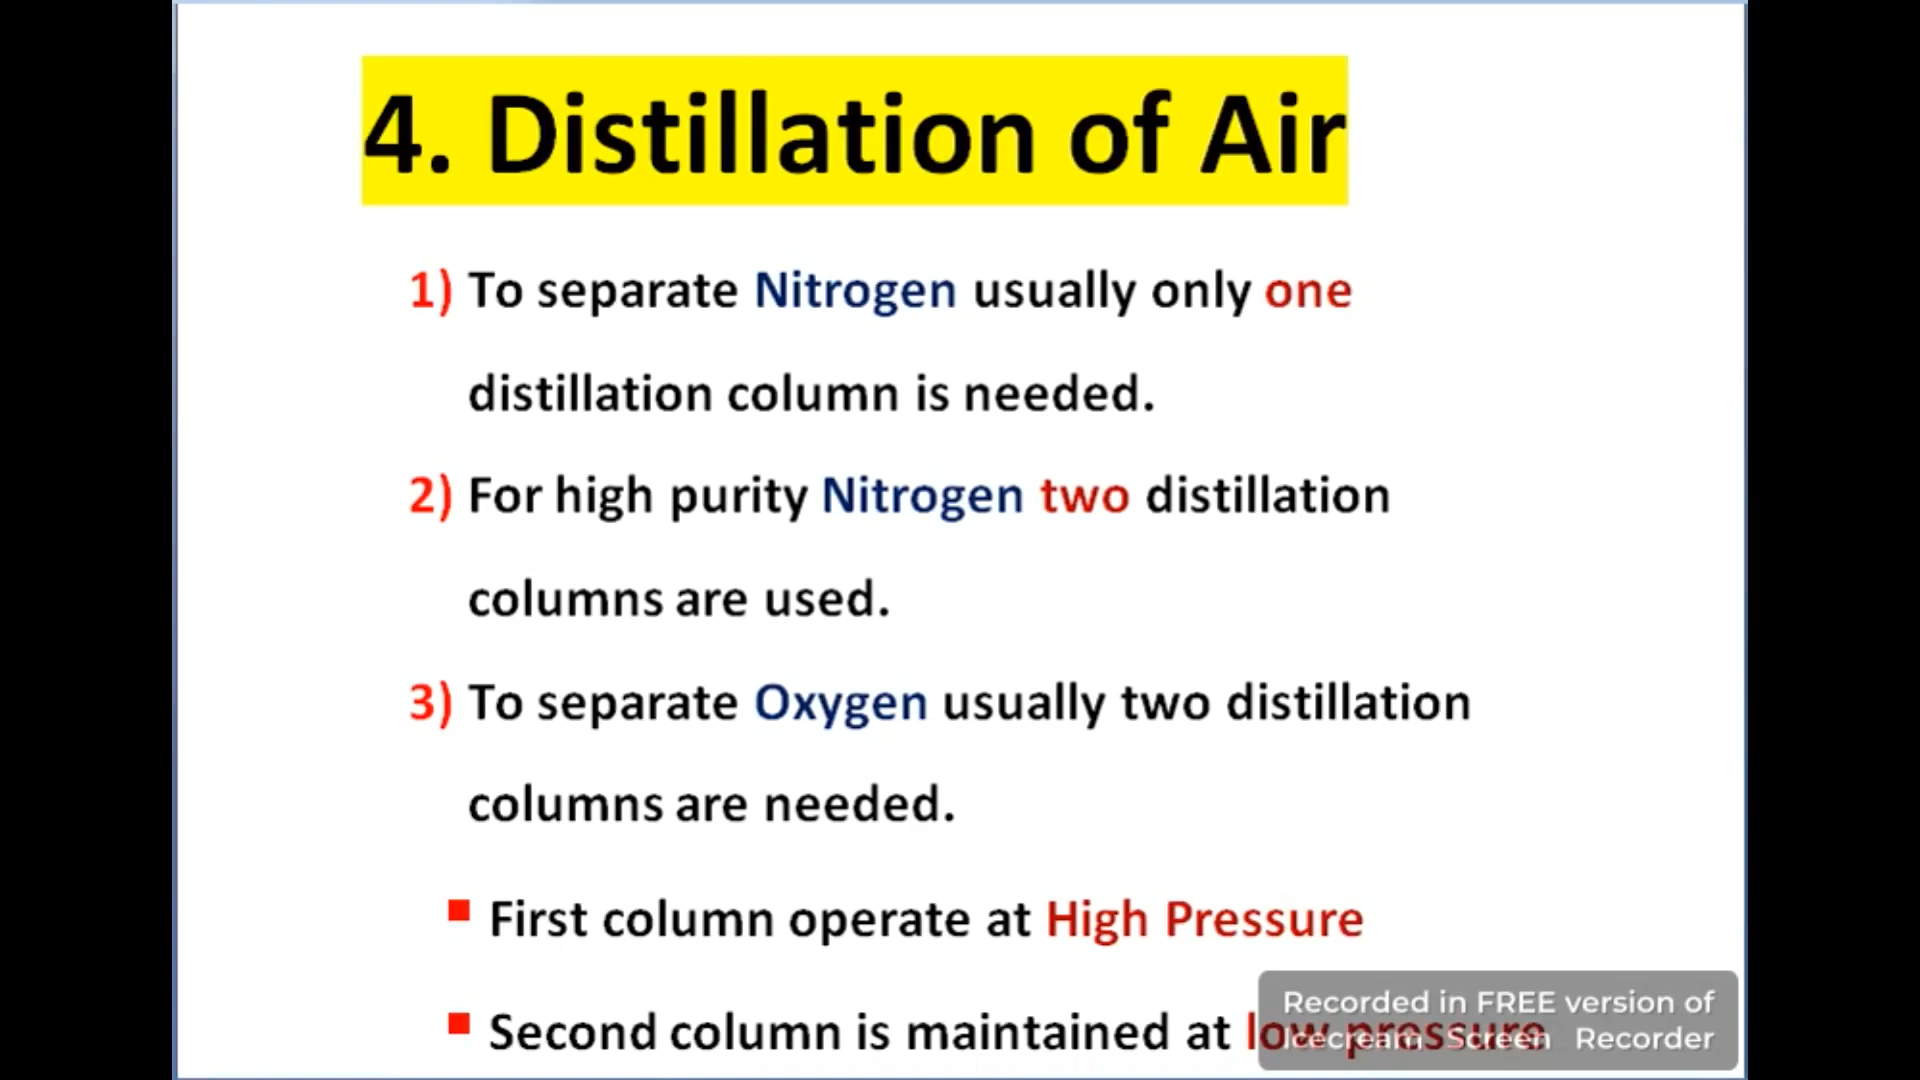 4. Distillation of Air
1) To separate Nitrogen usually only one
distillation column is needed.
2) For high purity Nitrogen two distillation
columns are used.
3) To separate Oxygen usually two distillation
columns are needed.
▪ First column operate at High Pressure
▪ Second column is maintained at low pressure
Recorded in FREE version of
Icecream Screen Recorder